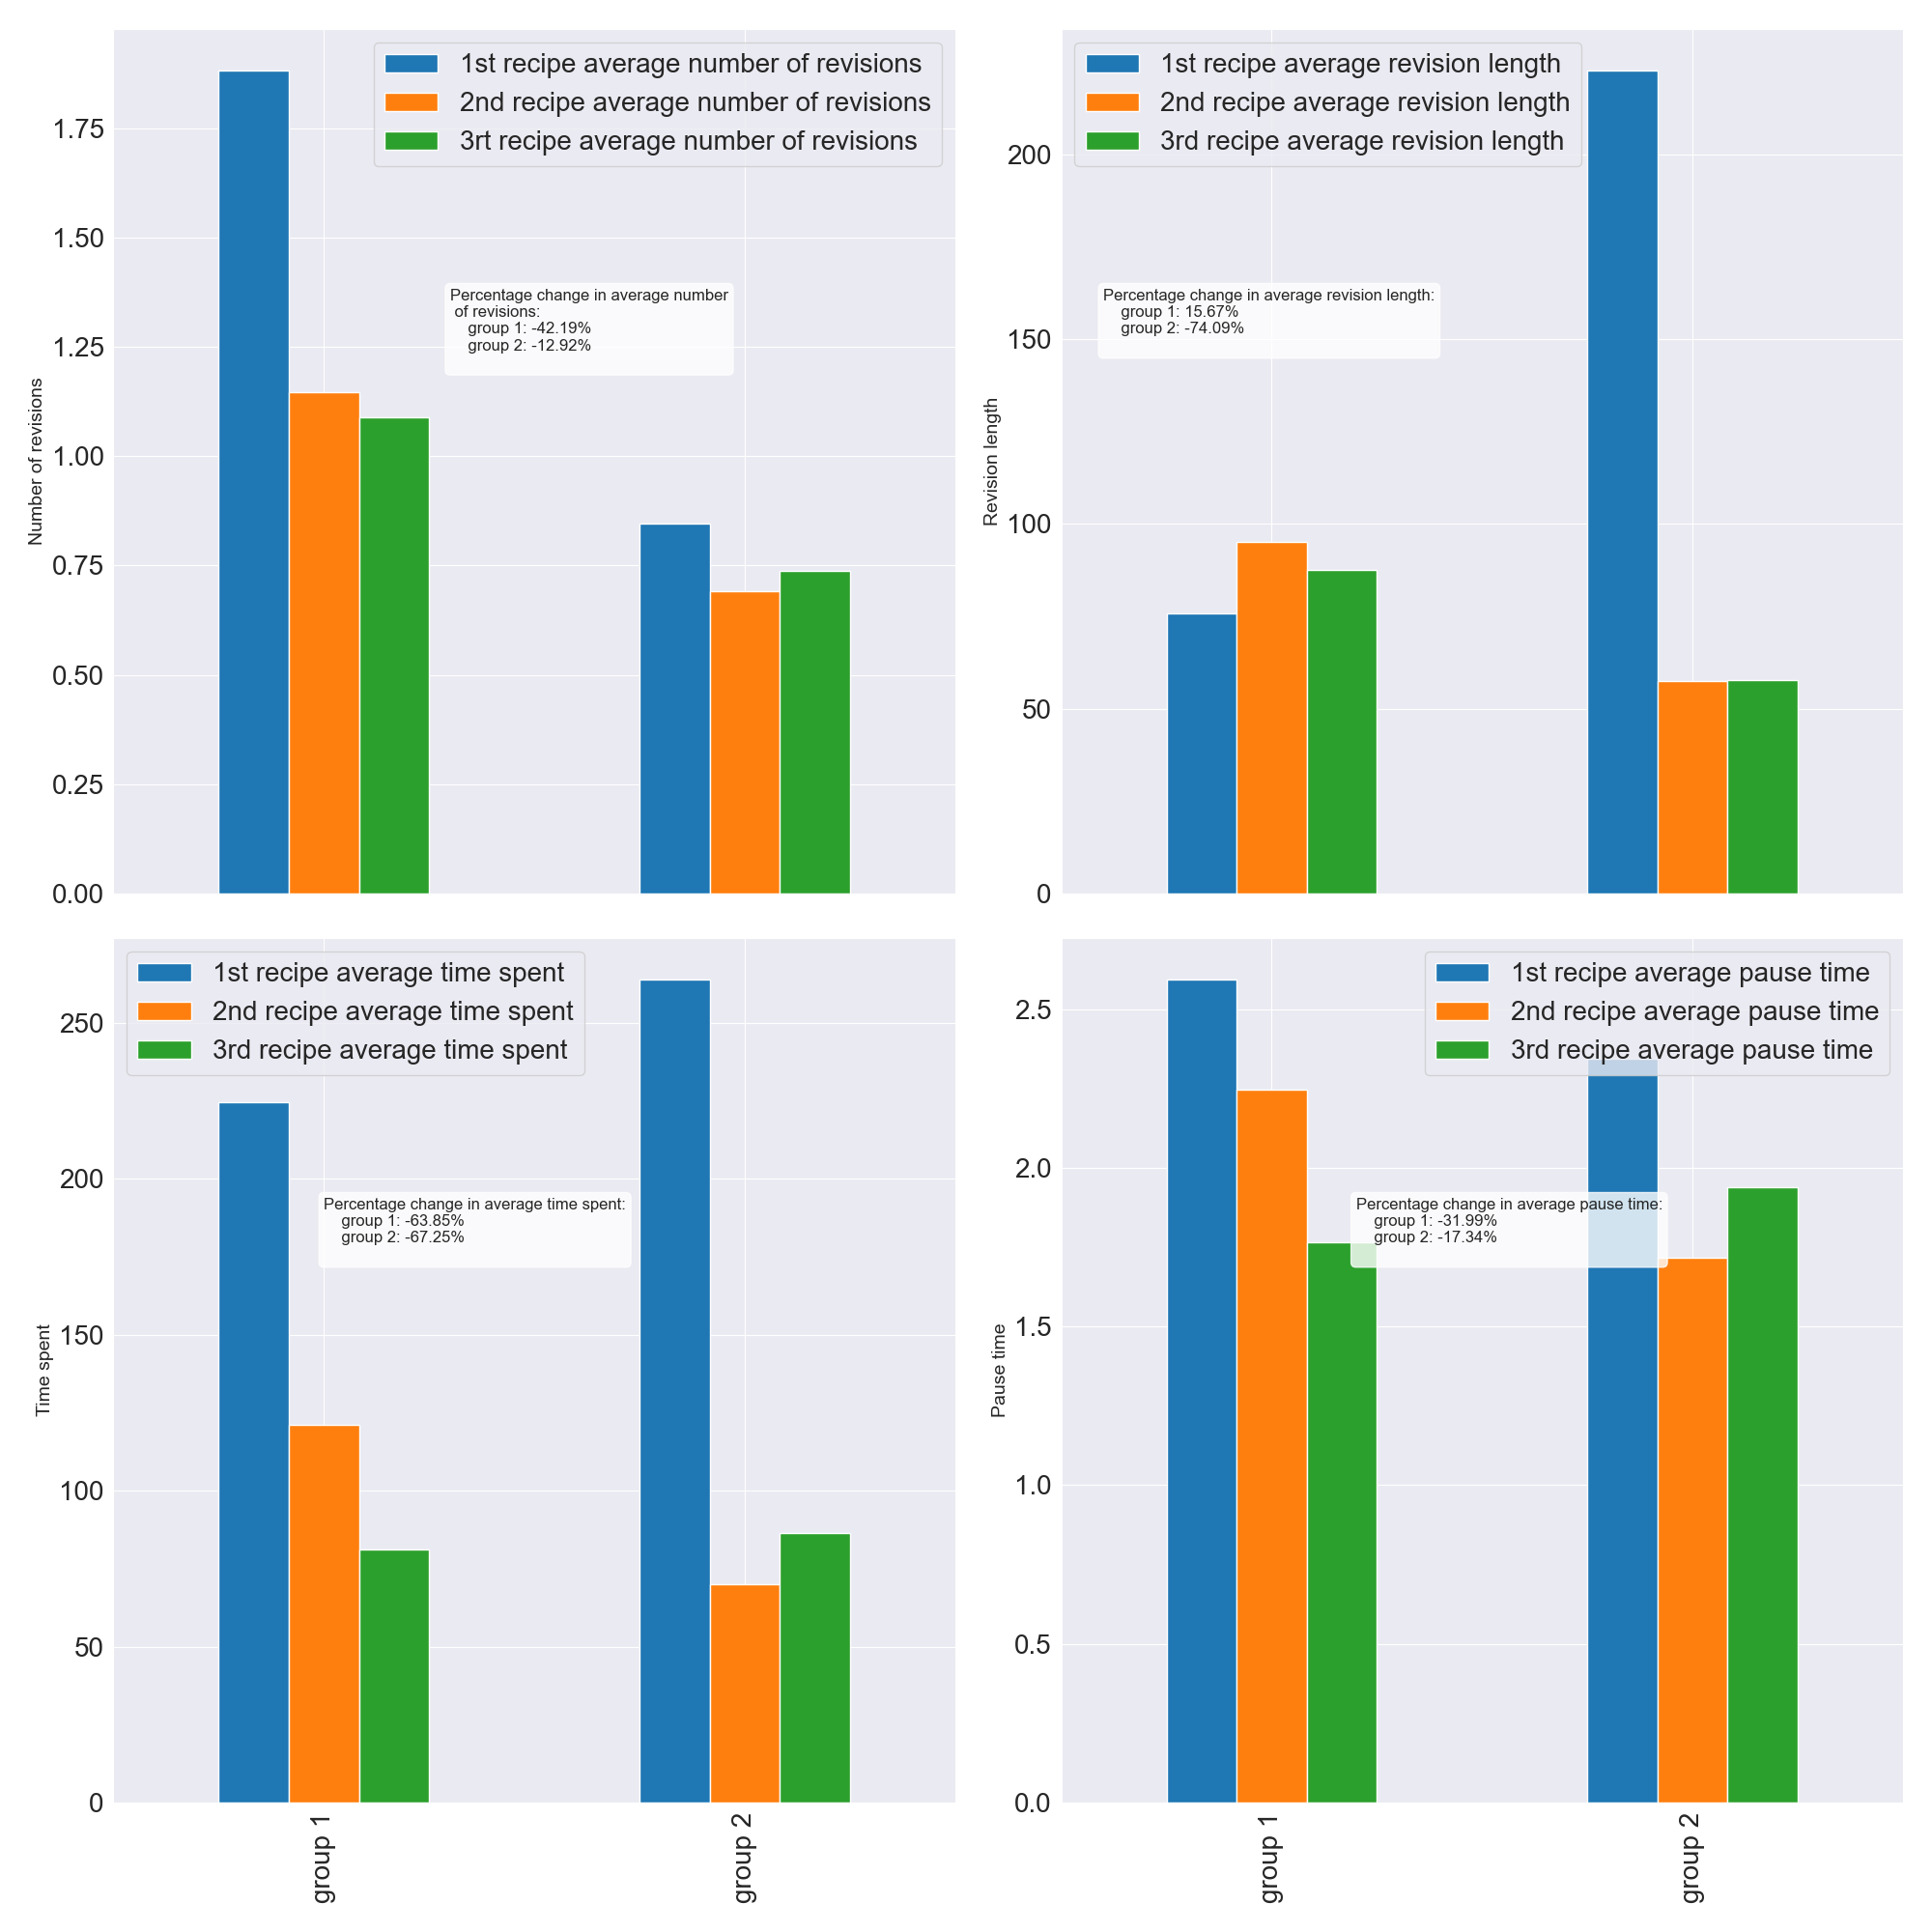 1st recipe average number of revisions
2nd recipe average number of revisions
3rt recipe average number of revisions
1.75
1.50
1.25
1.00
0.75
0.50
0.25
0.00
Number of revisions
Percentage change in average number
of revisions:
group 1: -42.19%
group 2: -12.92%
1st recipe average revision length
2nd recipe average revision length
3rd recipe average revision length
200
150
100
50
0
Revision length
Percentage change in average revision length:
group 1: 15.67%
group 2: -74.09%
1st recipe average time spent
2nd recipe average time spent
3rd recipe average time spent
250
200
150
100
50
0
Time spent
Percentage change in average time spent:
group 1: -63.85%
group 2: -67.25%
group 1
group 2
1st recipe average pause time
2nd recipe average pause time
3rd recipe average pause time
2.5
2.0
1.5
1.0
0.5
0.0
Pause time
Percentage change in average pause time:
group 1: -31.99%
group 2: -17.34%
group 1
group 2